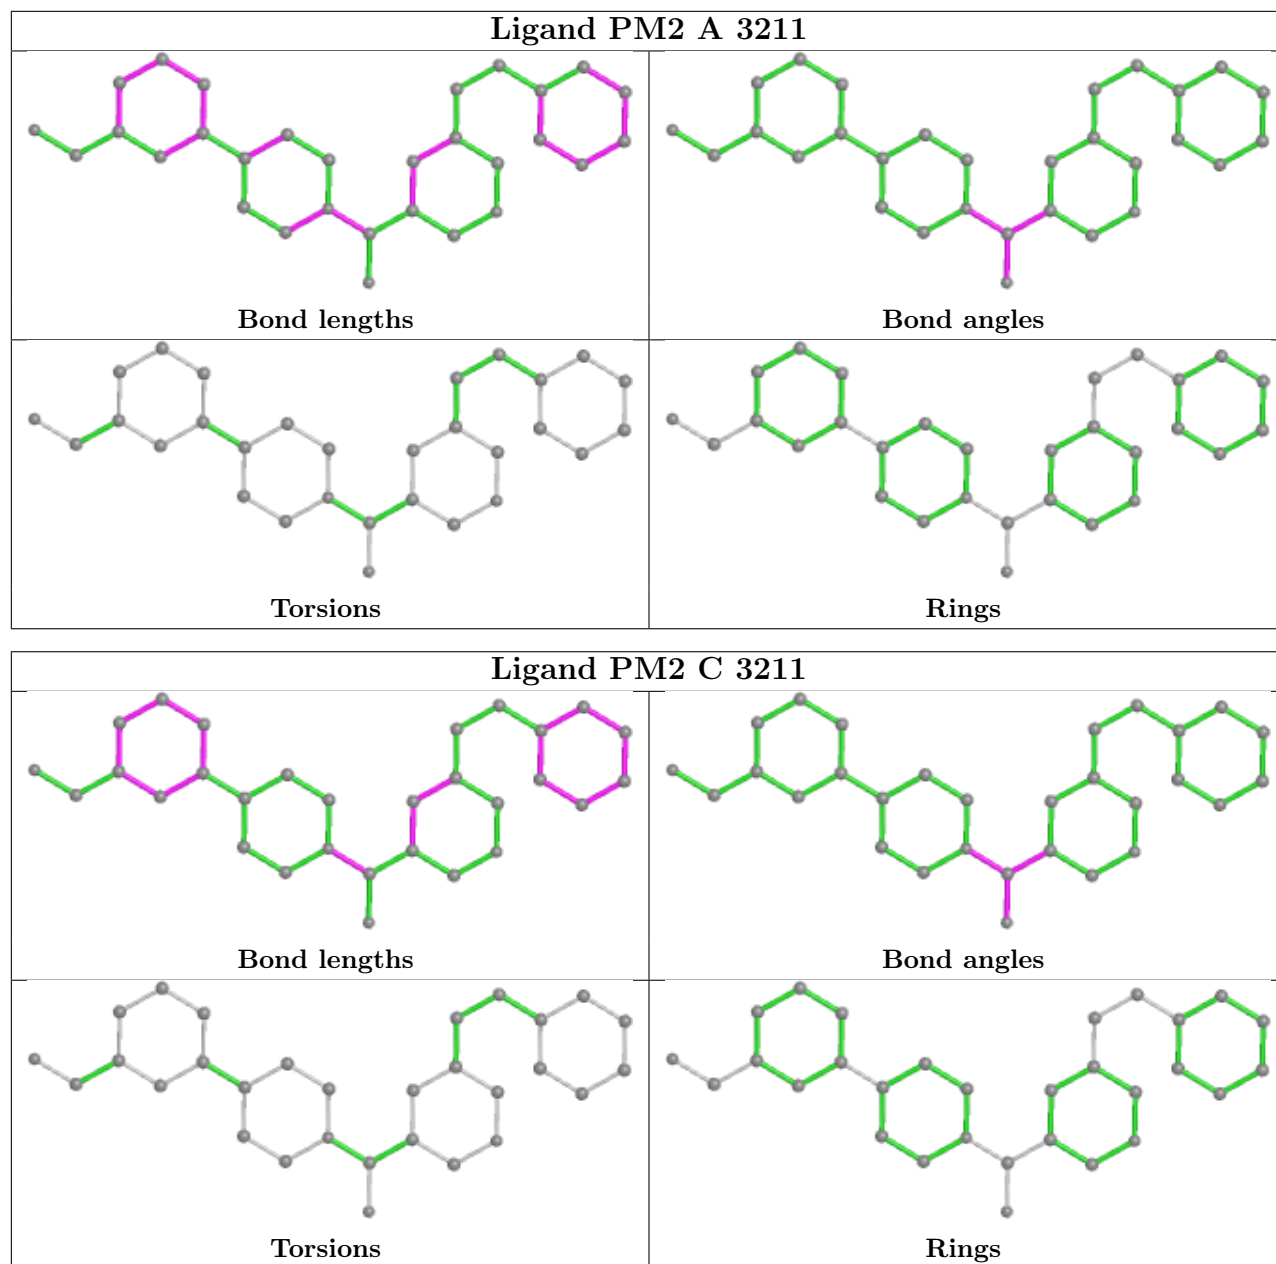 Ligand PM2 A 3211
Bond lengths
Bond angles
Torsions
Rings
Ligand PM2 C 3211
Bond lengths
Bond angles
Torsions
Rings